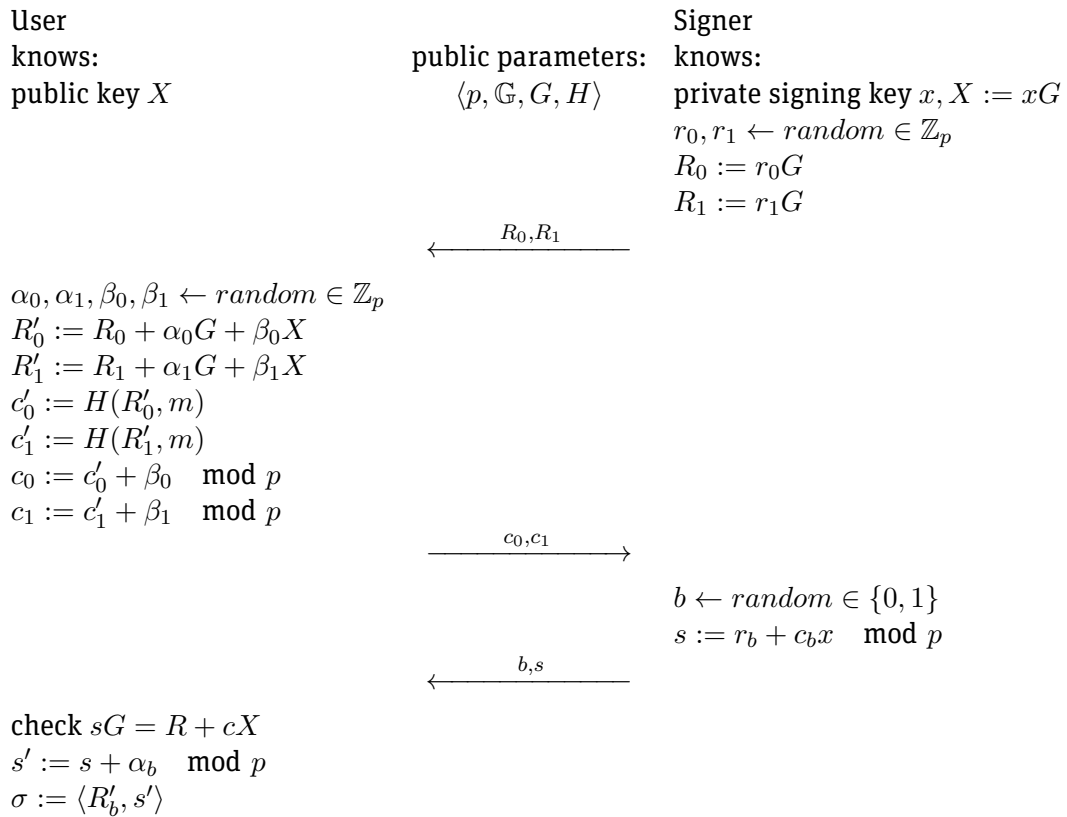 User Signer
knows: public parameters: knows:
public key X ⟨p, 𝔾, G, H⟩ private signing key x, X := xG
r₀, r₁ ← random ∈ ℤₚ
R₀ := r₀G
R₁ := r₁G
R₀,R₁
α₀, α₁, β₀, β₁ ← random ∈ ℤₚ
R′₀ := R₀ + α₀G + β₀X
R′₁ := R₁ + α₁G + β₁X
c′₀ := H(R′₀, m)
c′₁ := H(R′₁, m)
c₀ := c′₀ + β₀ mod p
c₁ := c′₁ + β₁ mod p
c₀,c₁
b ← random ∈ {0, 1}
s := r_b + c_b x mod p
b,s
check sG = R + cX
s′ := s + α_b mod p
σ := ⟨R′_b, s′⟩